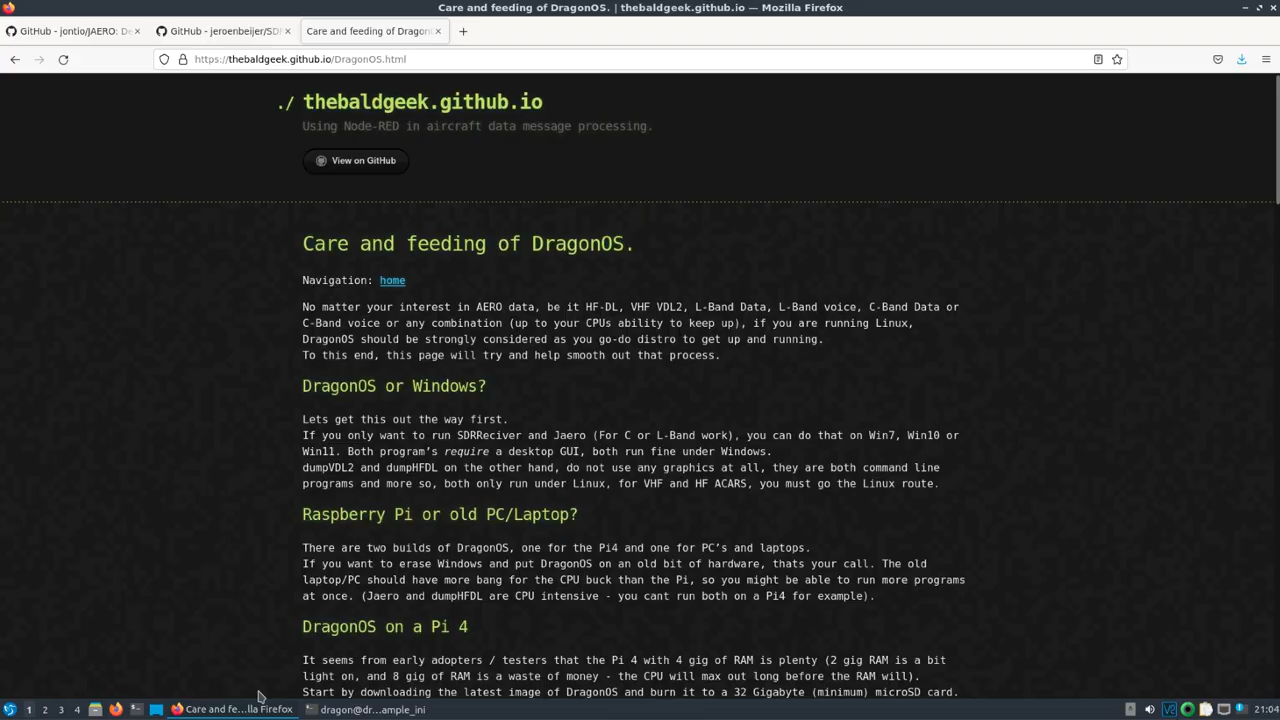 Care and feeding of DragonOS. | thebaldgeek.github.io — Mozilla Firefox
GitHub - jontio/JAERO: De
GitHub - jeroenbeijer/SDR
Care and feeding of Dragon
https://thebaldgeek.github.io/DragonOS.html
./ thebaldgeek.github.io
Using Node-RED in aircraft data message processing.
View on GitHub
Care and feeding of DragonOS.
Navigation: home
No matter your interest in AERO data, be it HF-DL, VHF VDL2, L-Band Data, L-Band voice, C-Band Data or
C-Band voice or any combination (up to your CPUs ability to keep up), if you are running Linux,
DragonOS should be strongly considered as you go-do distro to get up and running.
To this end, this page will try and help smooth out that process.
DragonOS or Windows?
Lets get this out the way first.
If you only want to run SDRReciver and Jaero (For C or L-Band work), you can do that on Win7, Win10 or
Win11. Both program's require a desktop GUI, both run fine under Windows.
dumpVDL2 and dumpHFDL on the other hand, do not use any graphics at all, they are both command line
programs and more so, both only run under Linux, for VHF and HF ACARS, you must go the Linux route.
Raspberry Pi or old PC/Laptop?
There are two builds of DragonOS, one for the Pi4 and one for PC's and laptops.
If you want to erase Windows and put DragonOS on an old bit of hardware, thats your call. The old
laptop/PC should have more bang for the CPU buck than the Pi, so you might be able to run more programs
at once. (Jaero and dumpHFDL are CPU intensive - you cant run both on a Pi4 for example).
DragonOS on a Pi 4
It seems from early adopters / testers that the Pi 4 with 4 gig of RAM is plenty (2 gig RAM is a bit
light on, and 8 gig of RAM is a waste of money - the CPU will max out long before the RAM will).
Start by downloading the latest image of DragonOS and burn it to a 32 Gigabyte (minimum) microSD card.
1 2 3 4 Care and fe...lla Firefox dragon@dr...ample_ini 21:04